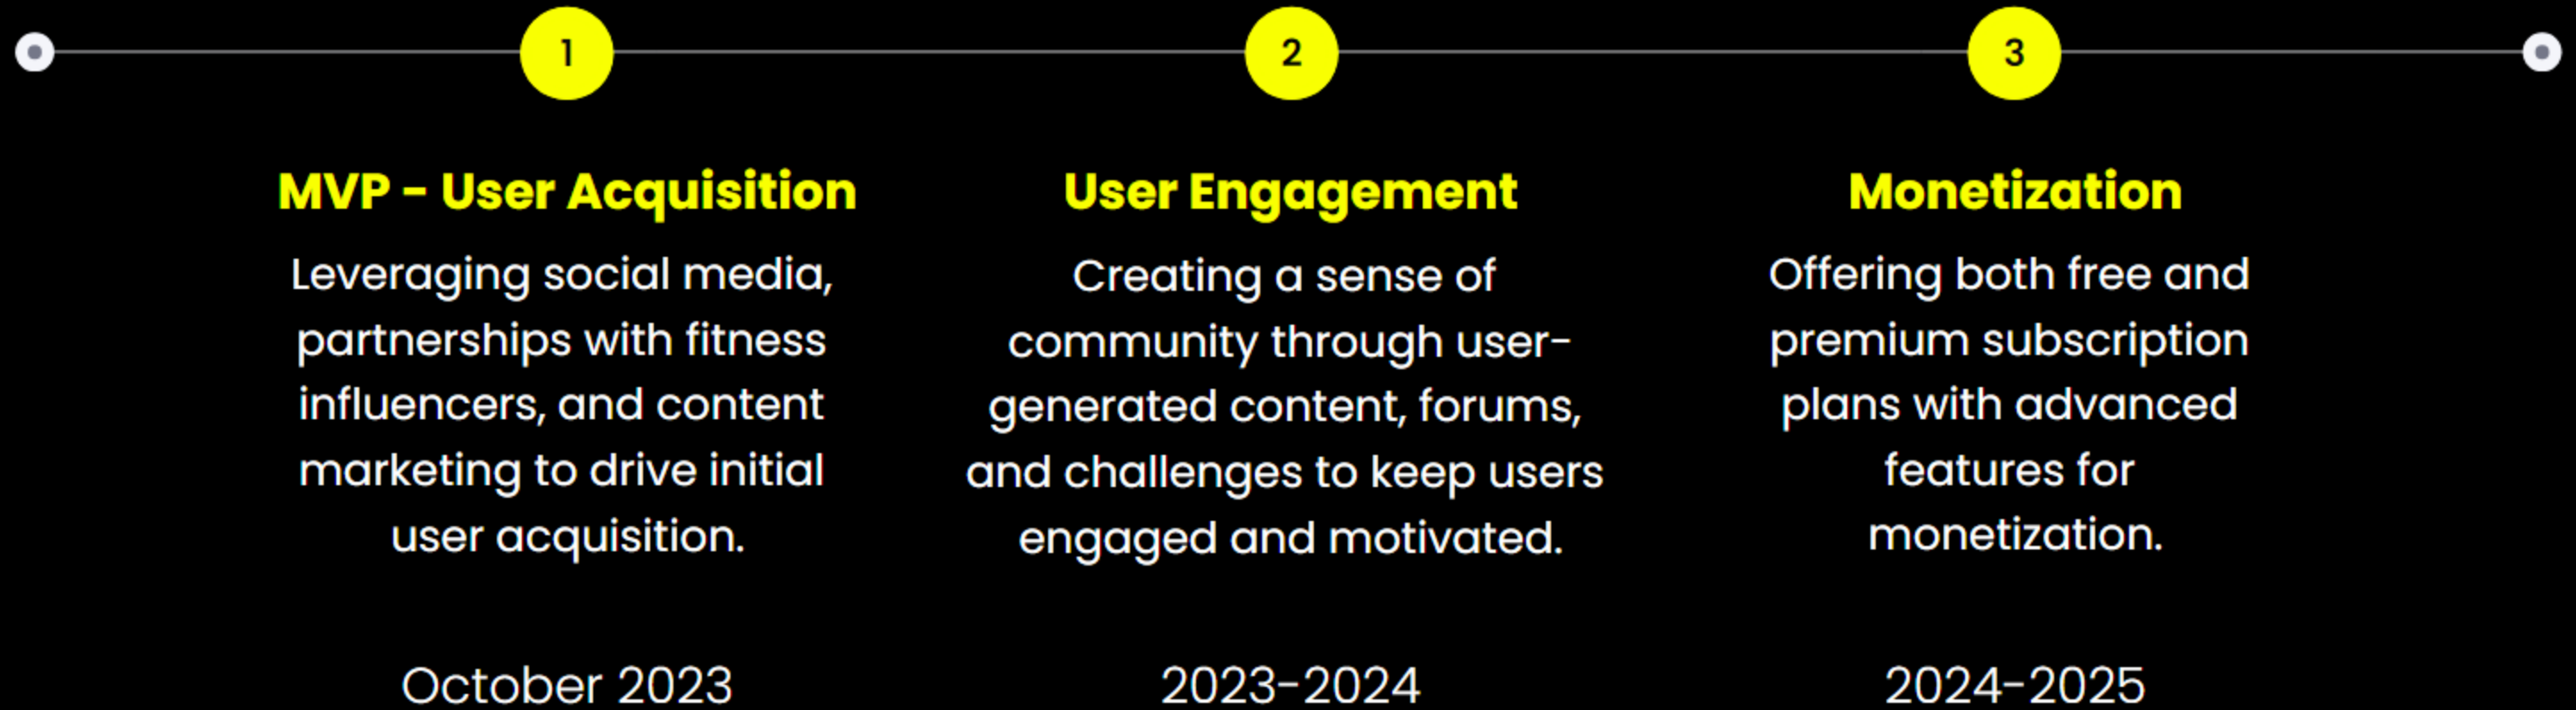 1
2
3
MVP - User Acquisition
Leveraging social media,
partnerships with fitness
influencers, and content
marketing to drive initial
user acquisition.
October 2023
User Engagement
Creating a sense of
community through user-
generated content, forums,
and challenges to keep users
engaged and motivated.
2023-2024
Monetization
Offering both free and
premium subscription
plans with advanced
features for
monetization.
2024-2025